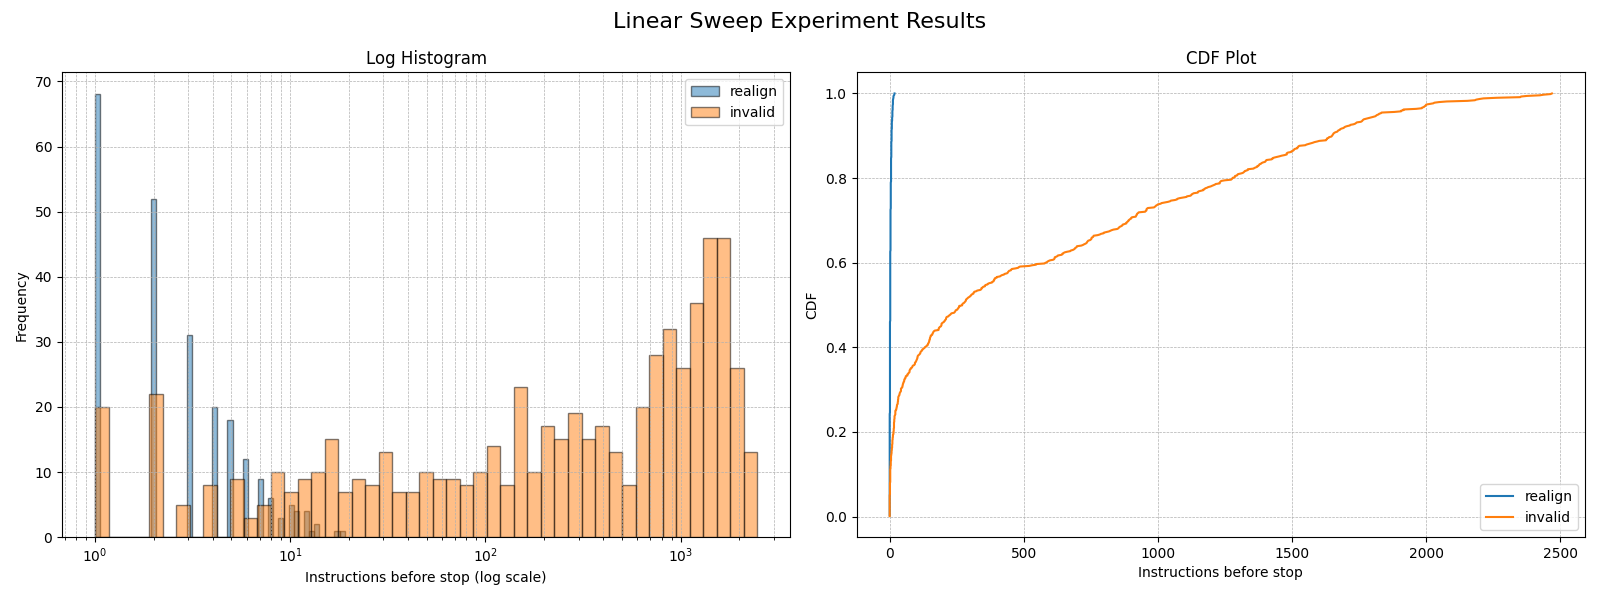 Linear Sweep Experiment Results
Log Histogram
70
60
50
40
30
20
10
0
Frequency
10^0
10^1
10^2
10^3
Instructions before stop (log scale)
realign
invalid
CDF Plot
1.0
0.8
0.6
0.4
0.2
0.0
CDF
0
500
1000
1500
2000
2500
Instructions before stop
realign
invalid